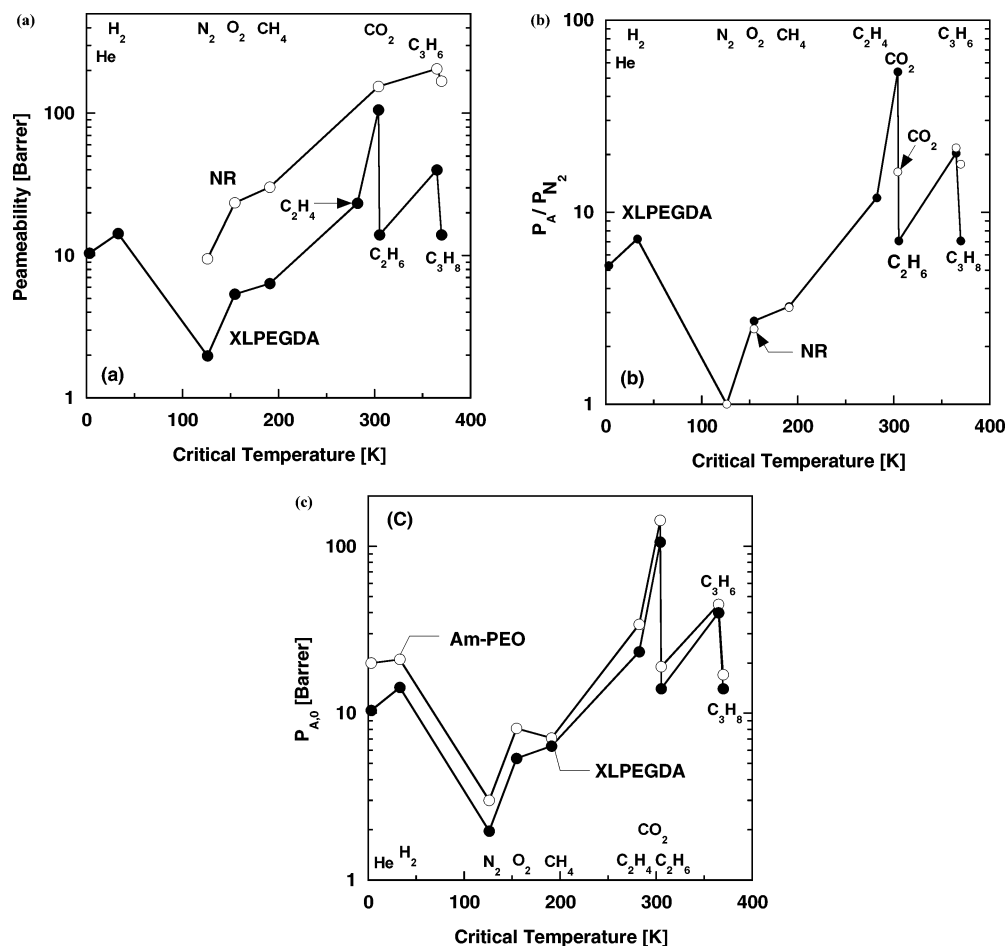 (a)
H2
He
N2
O2
CH4
CO2
C3H6
100
10
1
Peameability [Barrer]
NR
C2H4
C2H6
C3H8
XLPEGDA
(a)
0 100 200 300 400
Critical Temperature [K]
(b)
100
H2
He
N2
O2
CH4
C2H4
CO2
C3H6
CO2
XLPEGDA
10
PA/ PN2
C2H6
C3H8
NR
(b)
1
0 100 200 300 400
Critical Temperature [K]
(c)
(C)
100
10
1
PA,0 [Barrer]
Am-PEO
C3H6
C3H8
XLPEGDA
CO2
He
H2
N2
O2
CH4
C2H4
C2H6
0 100 200 300 400
Critical Temperature [K]